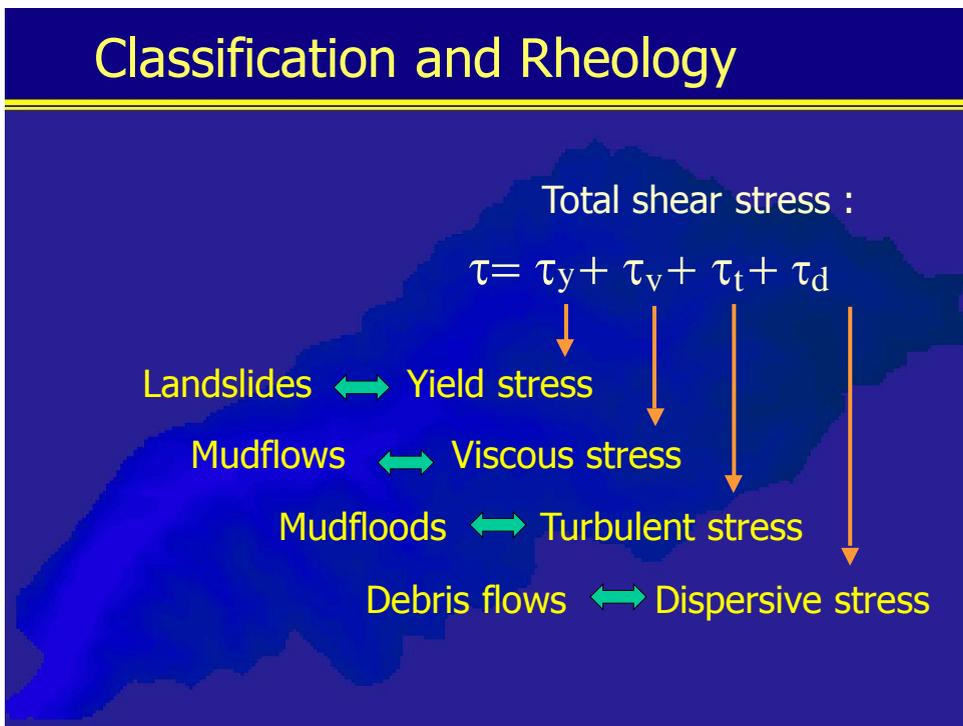 Classification and Rheology
Total shear stress :
τ= τy+ τv+ τt+ τd
Landslides Yield stress
Mudflows Viscous stress
Mudfloods Turbulent stress
Debris flows Dispersive stress